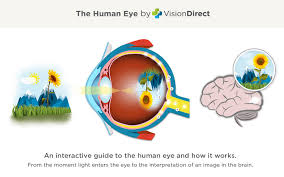 The Human Eye by VisionDirect
An interactive guide to the human eye and how it works.
From the moment light enters the eye to the interpretation of an image in the brain.